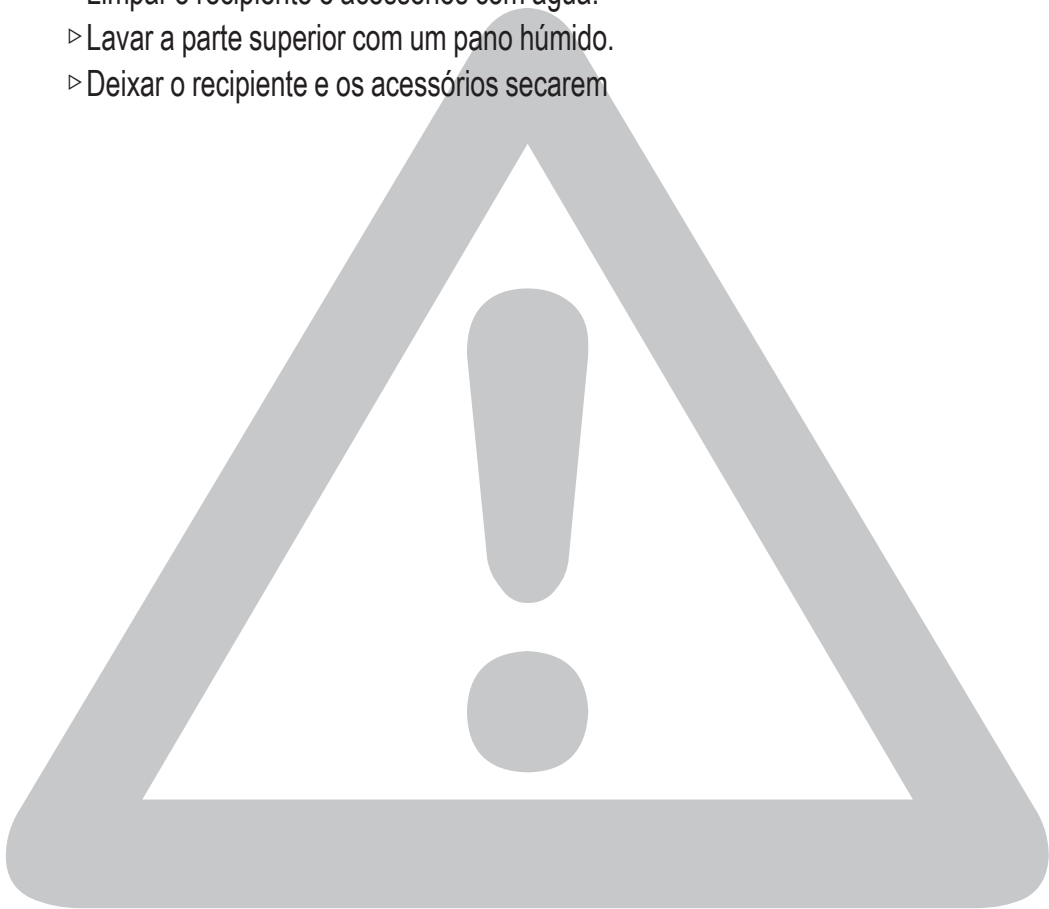 Limpar o recipiente e acessórios com água.
▹ Lavar a parte superior com um pano húmido.
▹ Deixar o recipiente e os acessórios secarem